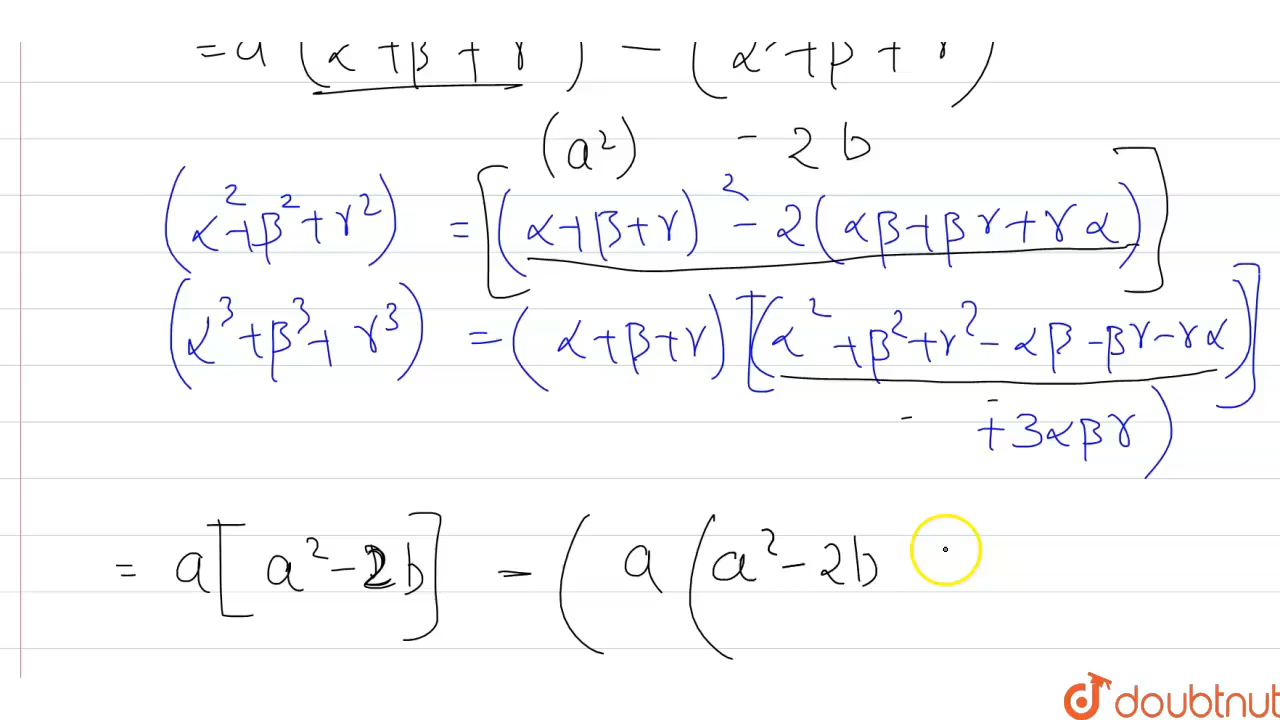 = a (α + β + γ) - (α + β + γ)
(a²) - 2b
(α² + β² + γ²) = [(α + β + γ)² - 2(αβ + βγ + γα)]
(α³ + β³ + γ³) = (α + β + γ) [(α² + β² + γ² - αβ - βγ - γα)]
+ 3αβγ)
= a[a² - 2b] - (a(a² - 2b
doubtnut